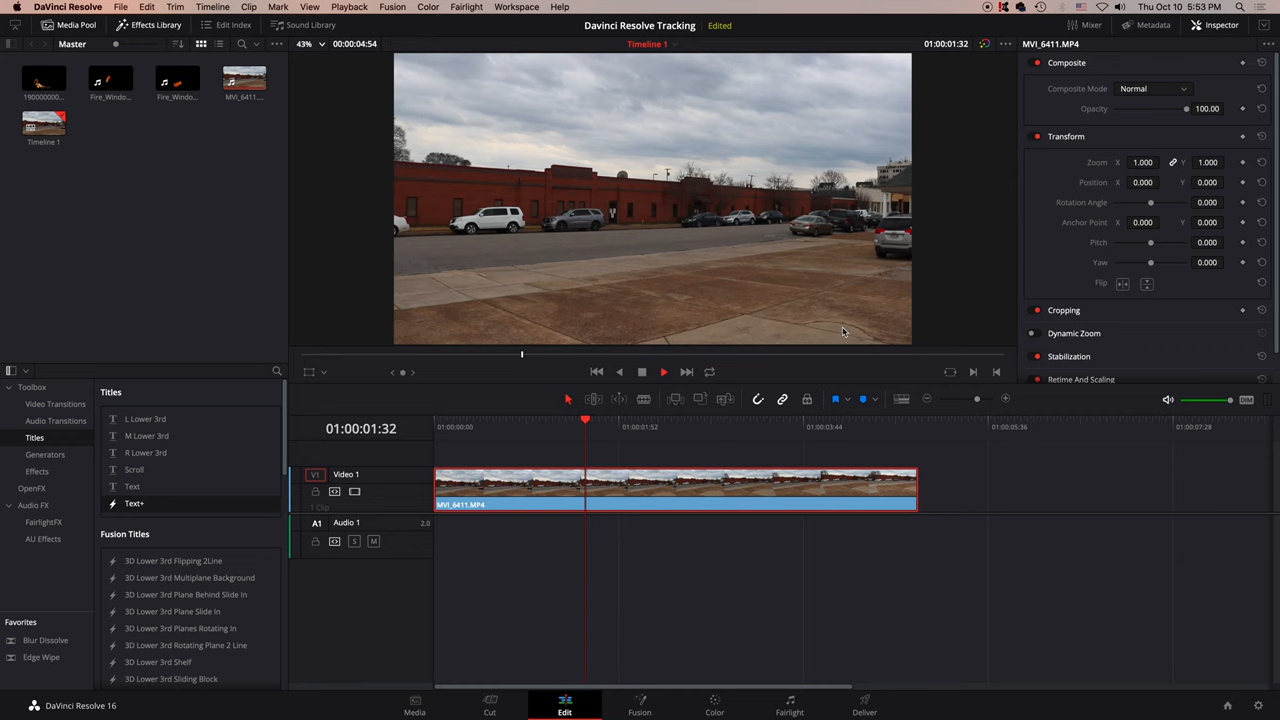 DaVinci Resolve File Edit Trim Timeline Clip Mark View Playback Fusion Color Fairlight Workspace Help Thu Oct 10 5:53 PM
Media Pool Effects Library Edit Index Sound Library Davinci Resolve Tracking Edited Mixer Metadata Inspector
Master 43% 00:00:04:54 Timeline 1 01:00:01:32 MVI_6411.MP4
190000000... Fire_Windo... Fire_Windo... MVI_6411....
Timeline 1
Composite
Composite Mode Normal
Opacity 100.00
Transform
Zoom X 1.000 Y 1.000
Position X 0.000 Y 0.000
Rotation Angle 0.000
Anchor Point X 0.000 Y 0.000
Pitch 0.000
Yaw 0.000
Flip
Cropping
Dynamic Zoom
Stabilization
Retime And Scaling
Toolbox
Video Transitions
Audio Transitions
Titles
Generators
Effects
OpenFX
Audio FX
FairlightFX
AU Effects
Favorites
Blur Dissolve
Edge Wipe
Titles
L Lower 3rd
M Lower 3rd
R Lower 3rd
Scroll
Text
Text+
Fusion Titles
3D Lower 3rd Flipping 2Line
3D Lower 3rd Multiplane Background
3D Lower 3rd Plane Behind Slide In
3D Lower 3rd Plane Slide In
3D Lower 3rd Planes Rotating In
3D Lower 3rd Rotating Plane 2 Line
3D Lower 3rd Shelf
3D Lower 3rd Sliding Block
DIM
01:00:01:32 01:00:00:00 01:00:01:52 01:00:03:44 01:00:05:36 01:00:07:28
V1 Video 1
1 Clip
MVI_6411.MP4
A1 Audio 1 2.0
S M
DaVinci Resolve 16 Media Cut Edit Fusion Color Fairlight Deliver